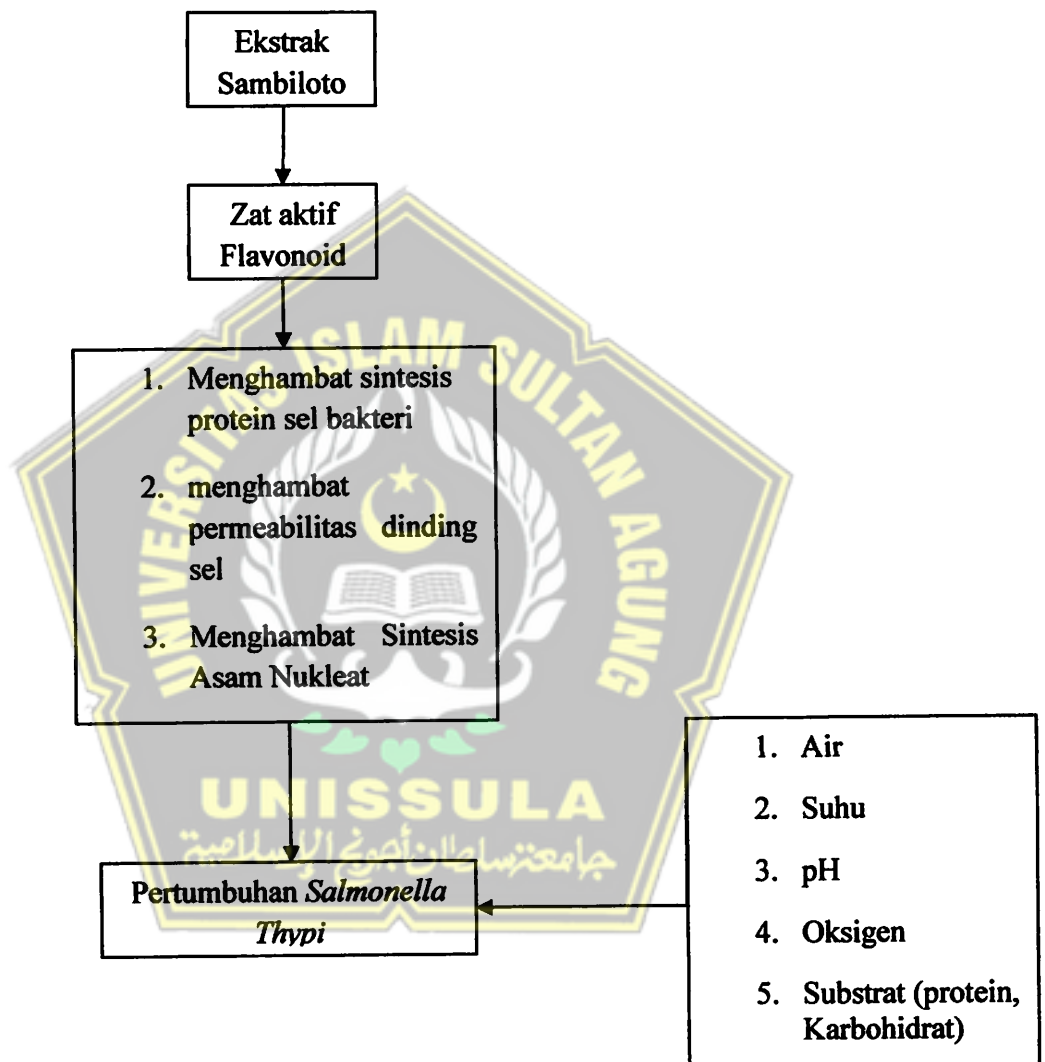 Ekstrak
Sambiloto
Zat aktif
Flavonoid
1. Menghambat sintesis
protein sel bakteri
2. menghambat
permeabilitas dinding
sel
3. Menghambat Sintesis
Asam Nukleat
Pertumbuhan Salmonella
Thypi
1. Air
2. Suhu
3. pH
4. Oksigen
5. Substrat (protein,
Karbohidrat)
UNIVERSITAS ISLAM SULTAN AGUNG
UNISSULA
جامعة سلطان أجونج الإسلامية